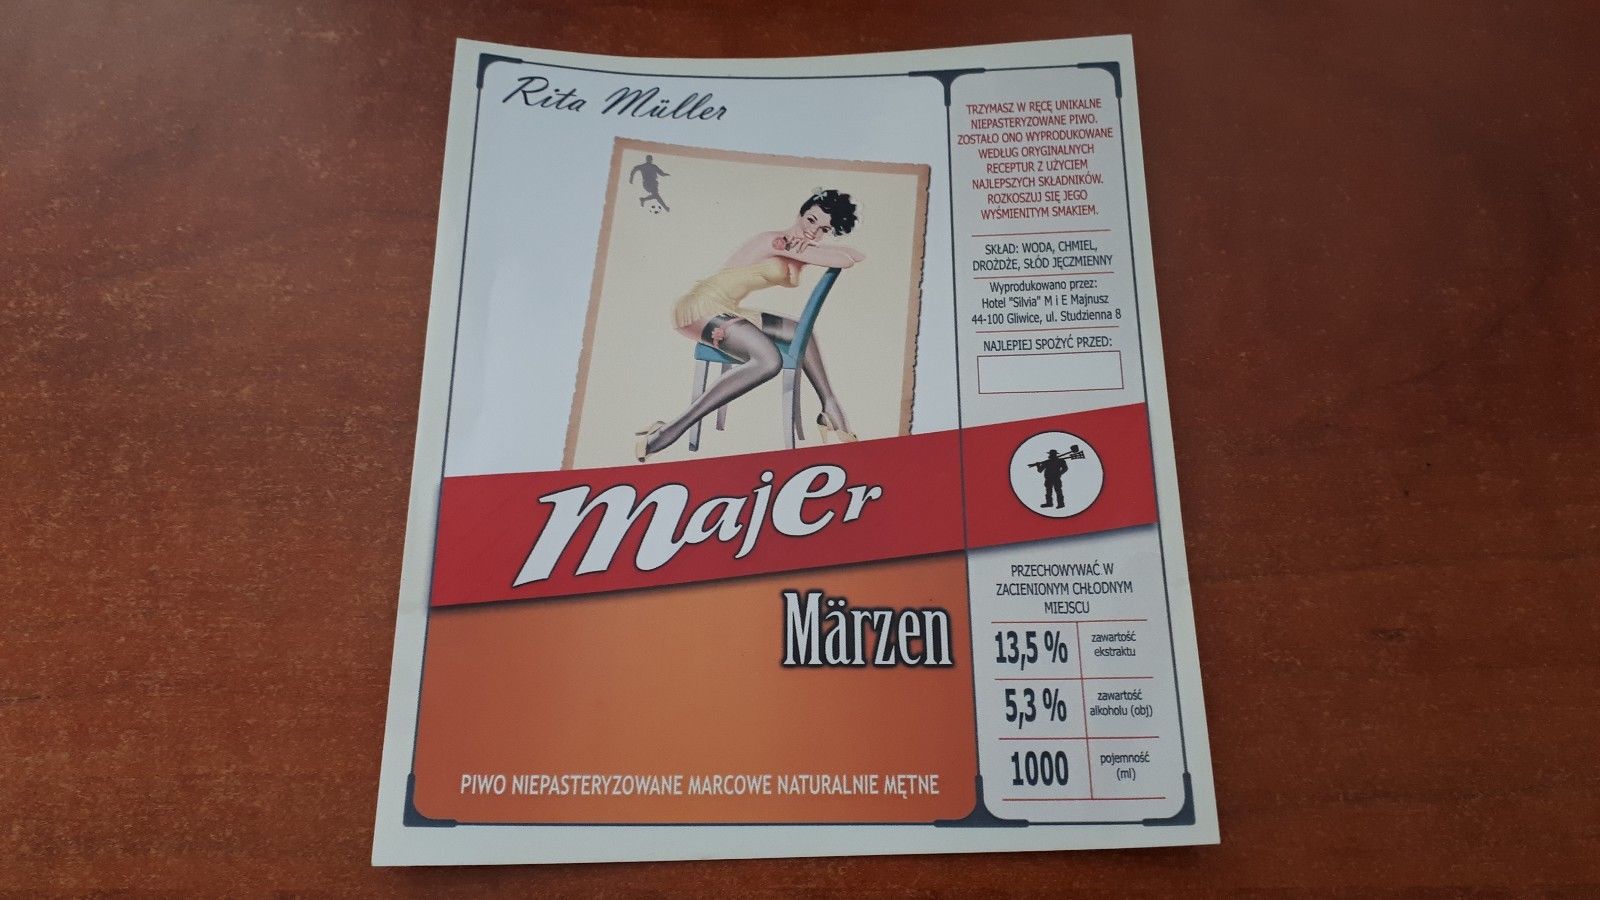 Rita Müller
majer
Märzen
PIWO NIEPASTERYZOWANE MARCOWE NATURALNIE MĘTNE
TRZYMASZ W RĘCE UNIKALNE
NIEPASTERYZOWANE PIWO.
ZOSTAŁO ONO WYPRODUKOWANE
WEDŁUG ORYGINALNYCH
RECEPTUR Z UŻYCIEM
NAJLEPSZYCH SKŁADNIKÓW.
ROZKOSZUJ SIĘ JEGO
WYŚMIENITYM SMAKIEM.
SKŁAD: WODA, CHMIEL,
DROŻDŻE, SŁÓD JĘCZMIENNY
Wyprodukowano przez:
Hotel "Silvia" M i E Majnusz
44-100 Gliwice, ul. Studzienna 8
NAJLEPIEJ SPOŻYĆ PRZED:
PRZECHOWYWAĆ W
ZACIENIONYM CHŁODNYM
MIEJSCU
13,5 % zawartość
ekstraktu
5,3 % zawartość
alkoholu (obj)
1000 pojemność
(ml)